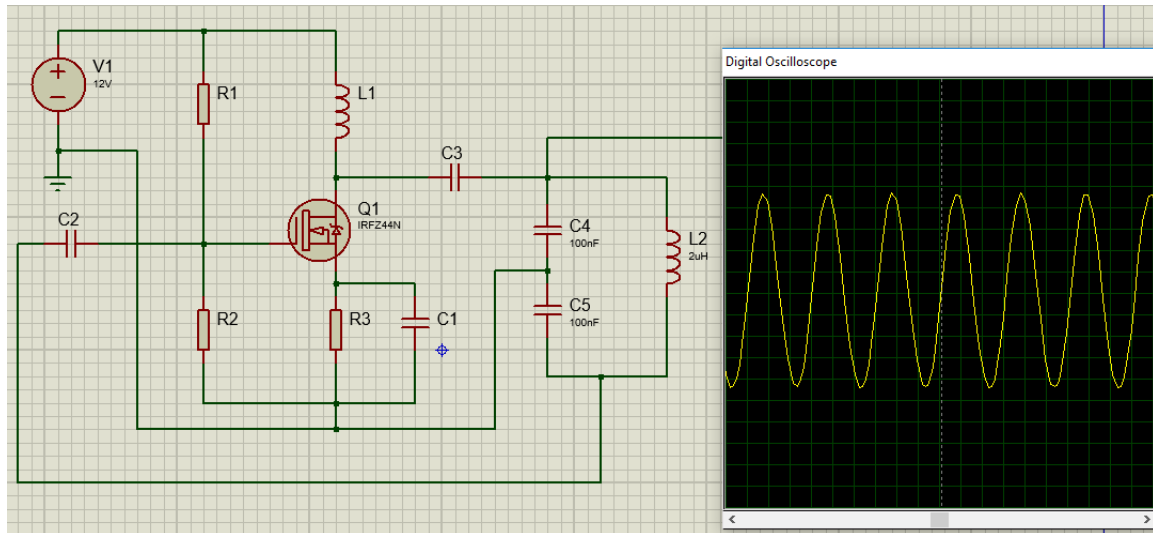 Digital Oscilloscope
V1
12V
R1
L1
C3
C2
Q1
IRFZ44N
C4
100nF
L2
2uH
R2
R3
C1
C5
100nF